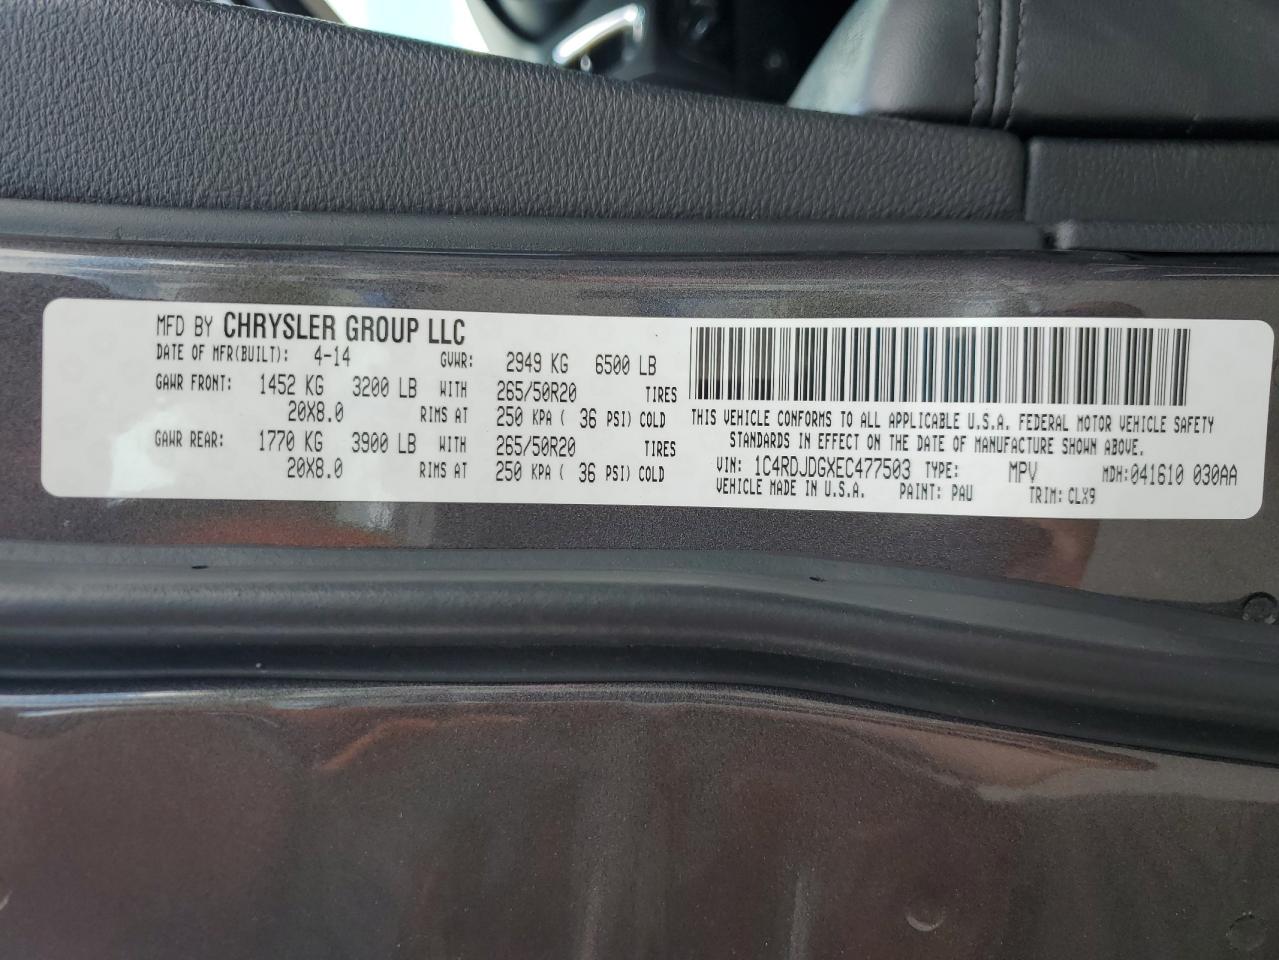 MFD BY CHRYSLER GROUP LLC
DATE OF MFR(BUILT): 4-14 GVWR: 2949 KG 6500 LB
GAWR FRONT: 1452 KG 3200 LB WITH 265/50R20 TIRES
20X8.0 RIMS AT 250 KPA ( 36 PSI) COLD
GAWR REAR: 1770 KG 3900 LB WITH 265/50R20 TIRES
20X8.0 RIMS AT 250 KPA ( 36 PSI) COLD
THIS VEHICLE CONFORMS TO ALL APPLICABLE U.S.A. FEDERAL MOTOR VEHICLE SAFETY
STANDARDS IN EFFECT ON THE DATE OF MANUFACTURE SHOWN ABOVE.
VIN: 1C4RDJDGXEC477503 TYPE: MPV MDH:041610 030AA
VEHICLE MADE IN U.S.A. PAINT: PAU TRIM: CLX9